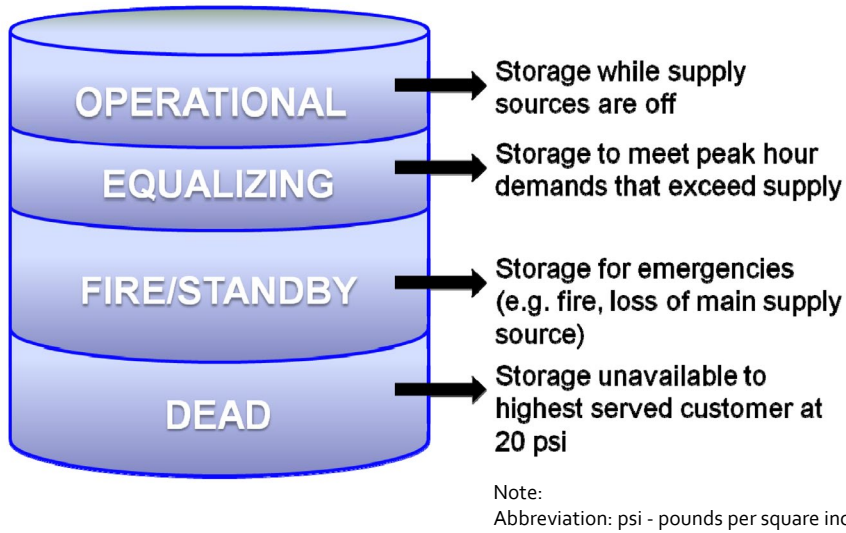 OPERATIONAL
Storage while supply
sources are off
EQUALIZING
Storage to meet peak hour
demands that exceed supply
FIRE/STANDBY
Storage for emergencies
(e.g. fire, loss of main supply
source)
DEAD
Storage unavailable to
highest served customer at
20 psi
Note:
Abbreviation: psi - pounds per square